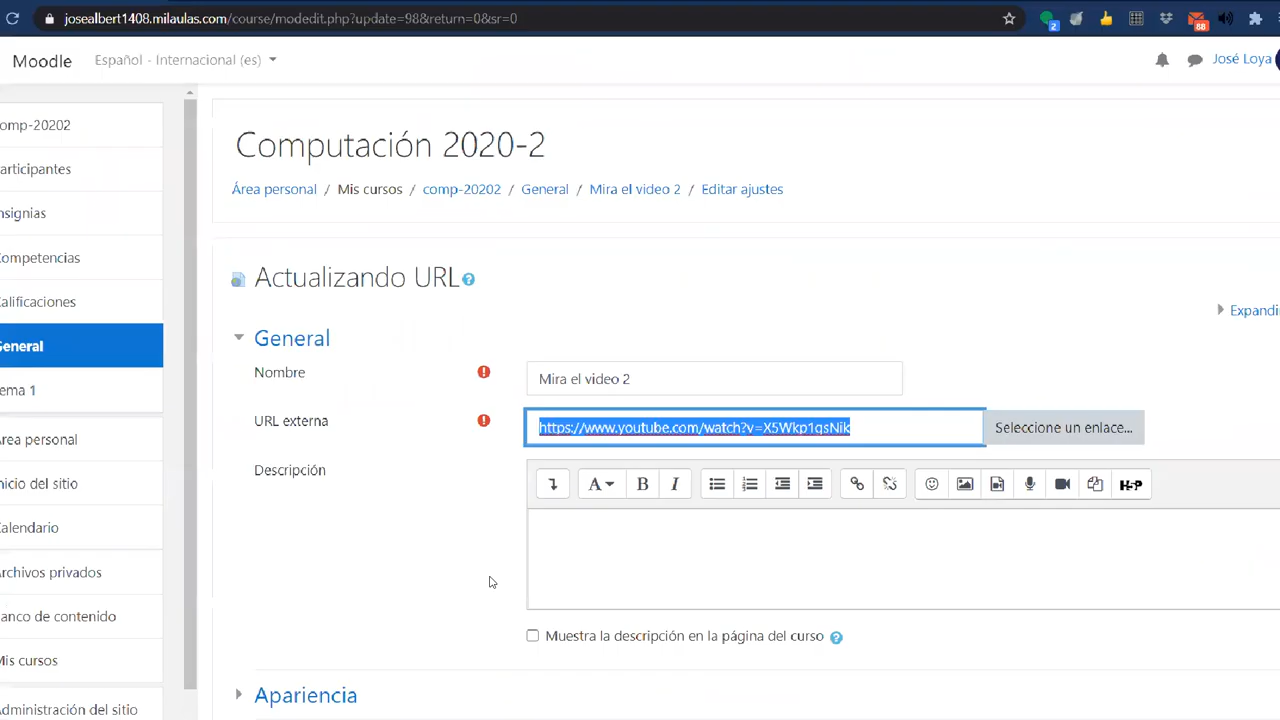 josealbert1408.milaulas.com/course/modedit.php?update=98&return=0&sr=0
2
88
Moodle
Español - Internacional (es)
José Loya
omp-20202
articipantes
nsignias
ompetencias
alificaciones
General
ema 1
rea personal
nicio del sitio
alendario
rchivos privados
anco de contenido
Mis cursos
dministración del sitio
Computación 2020-2
Área personal / Mis cursos / comp-20202 / General / Mira el video 2 / Editar ajustes
Actualizando URL
Expandi
General
Nombre
Mira el video 2
URL externa
https://www.youtube.com/watch?v=X5Wkp1qsNik
Seleccione un enlace...
Descripción
A B I
H5P
Muestra la descripción en la página del curso
Apariencia